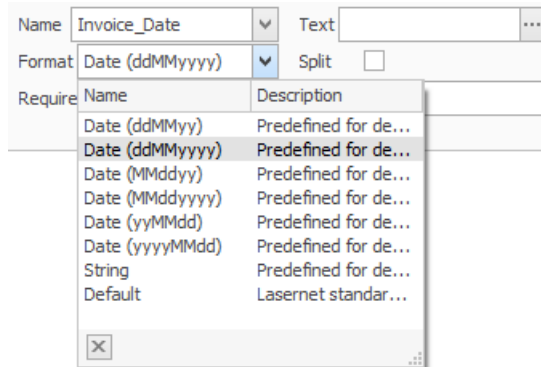 Name Invoice_Date Text ...
Format Date (ddMMyyyy) Split
Require Name Description
Date (ddMMyy) Predefined for de...
Date (ddMMyyyy) Predefined for de...
Date (MMddyy) Predefined for de...
Date (MMddyyyy) Predefined for de...
Date (yyMMdd) Predefined for de...
Date (yyyyMMdd) Predefined for de...
String Predefined for de...
Default Lasernet standar...